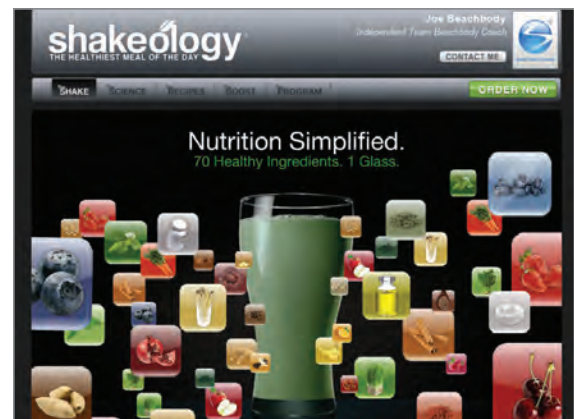 Joe Beachbody
Independent Team Beachbody Coach
shakeology
THE HEALTHIEST MEAL OF THE DAY
CONTACT ME
SHAKE SCIENCE RECIPES BOOST PROGRAM
ORDER NOW
Nutrition Simplified.
70 Healthy Ingredients. 1 Glass.